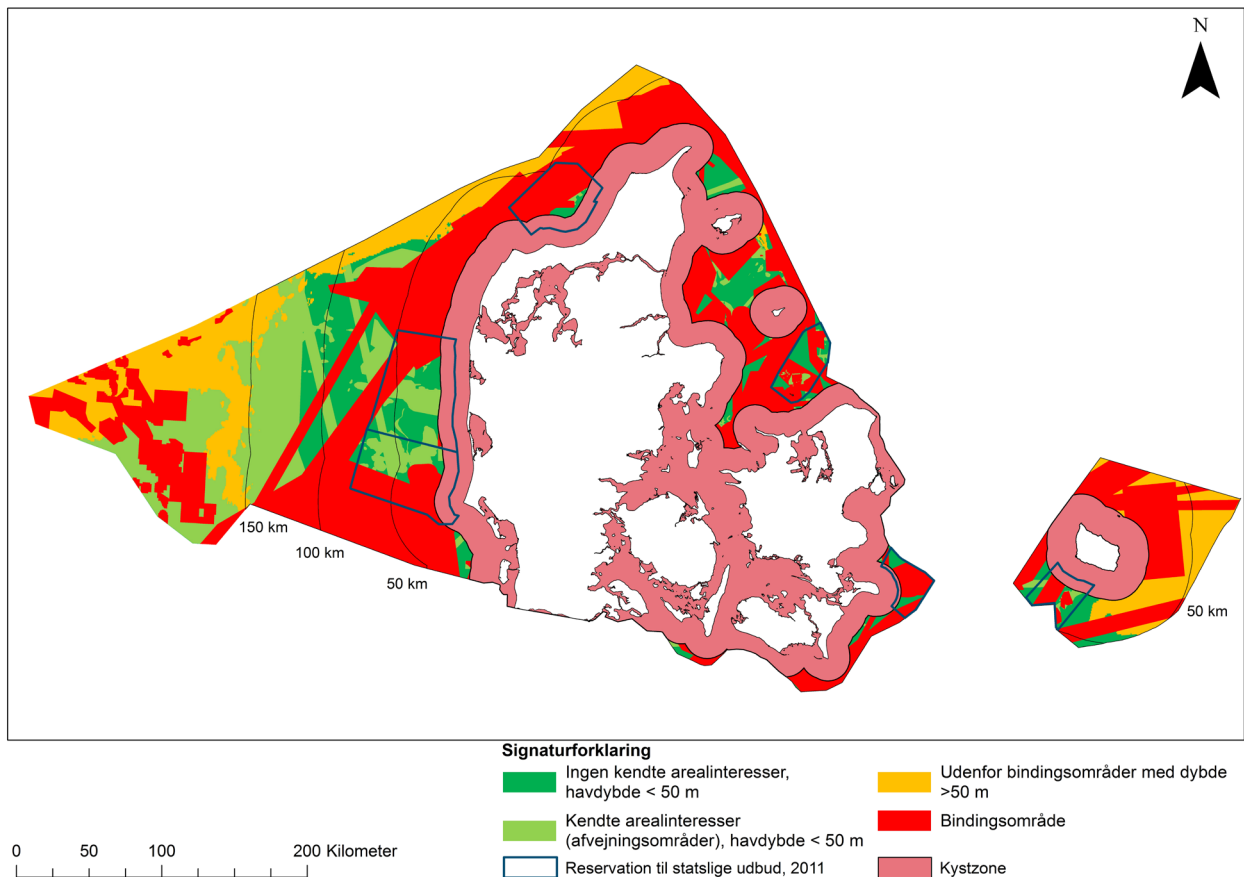 N
150 km
100 km
50 km
50 km
Signaturforklaring
Ingen kendte arealinteresser,
havdybde < 50 m
Kendte arealinteresser
(afvejningsområder), havdybde < 50 m
Reservation til statslige udbud, 2011
Udenfor bindingsområder med dybde
>50 m
Bindingsområde
Kystzone
0 50 100 200 Kilometer